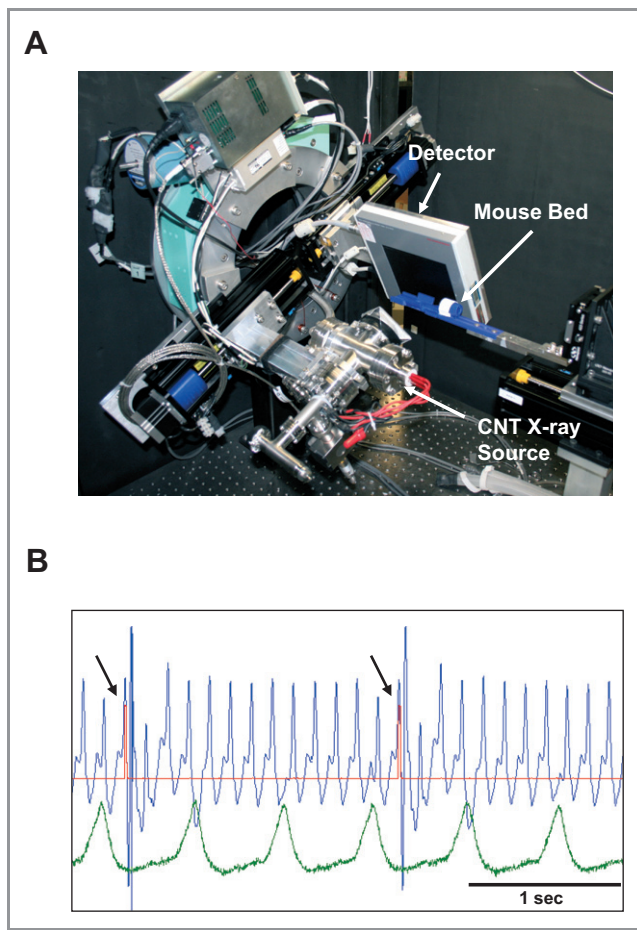 A
Detector
Mouse Bed
CNT X-ray
Source
B
1 sec